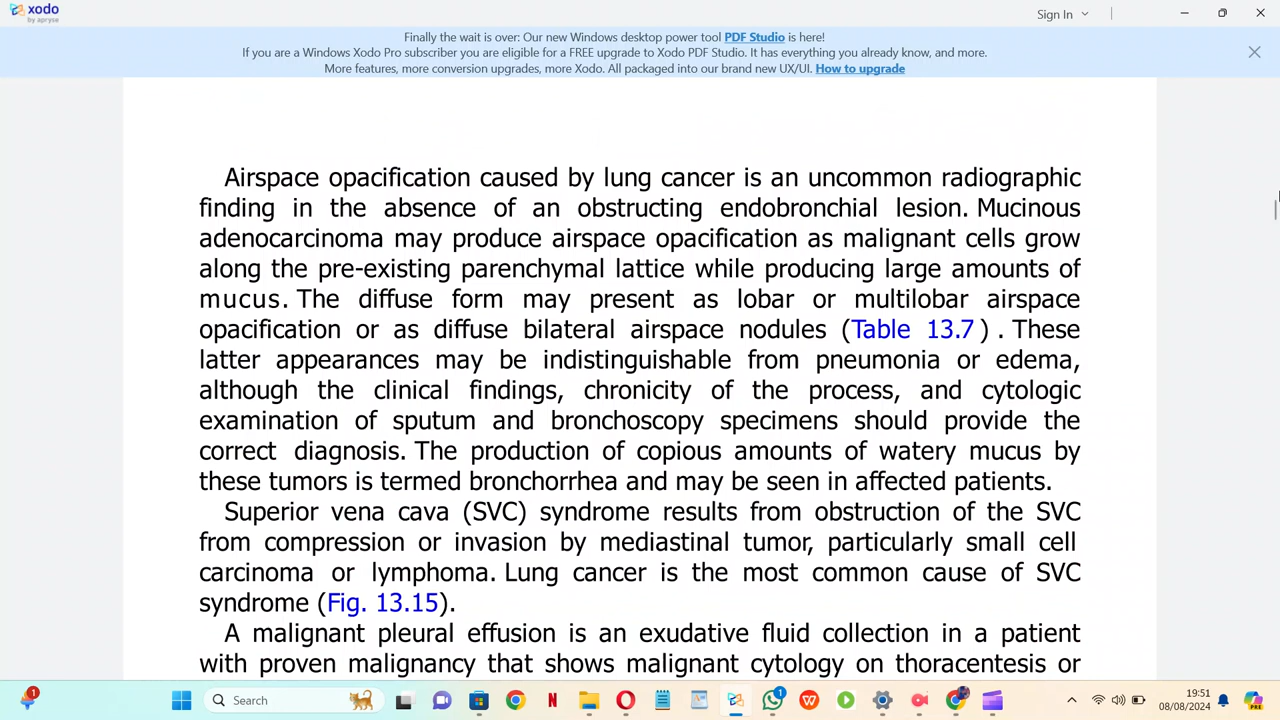 xodo
by apryse
Sign In
Finally the wait is over: Our new Windows desktop power tool PDF Studio is here!
If you are a Windows Xodo Pro subscriber you are eligible for a FREE upgrade to Xodo PDF Studio. It has everything you already know, and more.
More features, more conversion upgrades, more Xodo. All packaged into our brand new UX/UI. How to upgrade
Airspace opacification caused by lung cancer is an uncommon radiographic
finding in the absence of an obstructing endobronchial lesion. Mucinous
adenocarcinoma may produce airspace opacification as malignant cells grow
along the pre-existing parenchymal lattice while producing large amounts of
mucus. The diffuse form may present as lobar or multilobar airspace
opacification or as diffuse bilateral airspace nodules (Table 13.7 ) . These
latter appearances may be indistinguishable from pneumonia or edema,
although the clinical findings, chronicity of the process, and cytologic
examination of sputum and bronchoscopy specimens should provide the
correct diagnosis. The production of copious amounts of watery mucus by
these tumors is termed bronchorrhea and may be seen in affected patients.
Superior vena cava (SVC) syndrome results from obstruction of the SVC
from compression or invasion by mediastinal tumor, particularly small cell
carcinoma or lymphoma. Lung cancer is the most common cause of SVC
syndrome (Fig. 13.15).
A malignant pleural effusion is an exudative fluid collection in a patient
with proven malignancy that shows malignant cytology on thoracentesis or
1
Search
1
19:51
08/08/2024
PRE